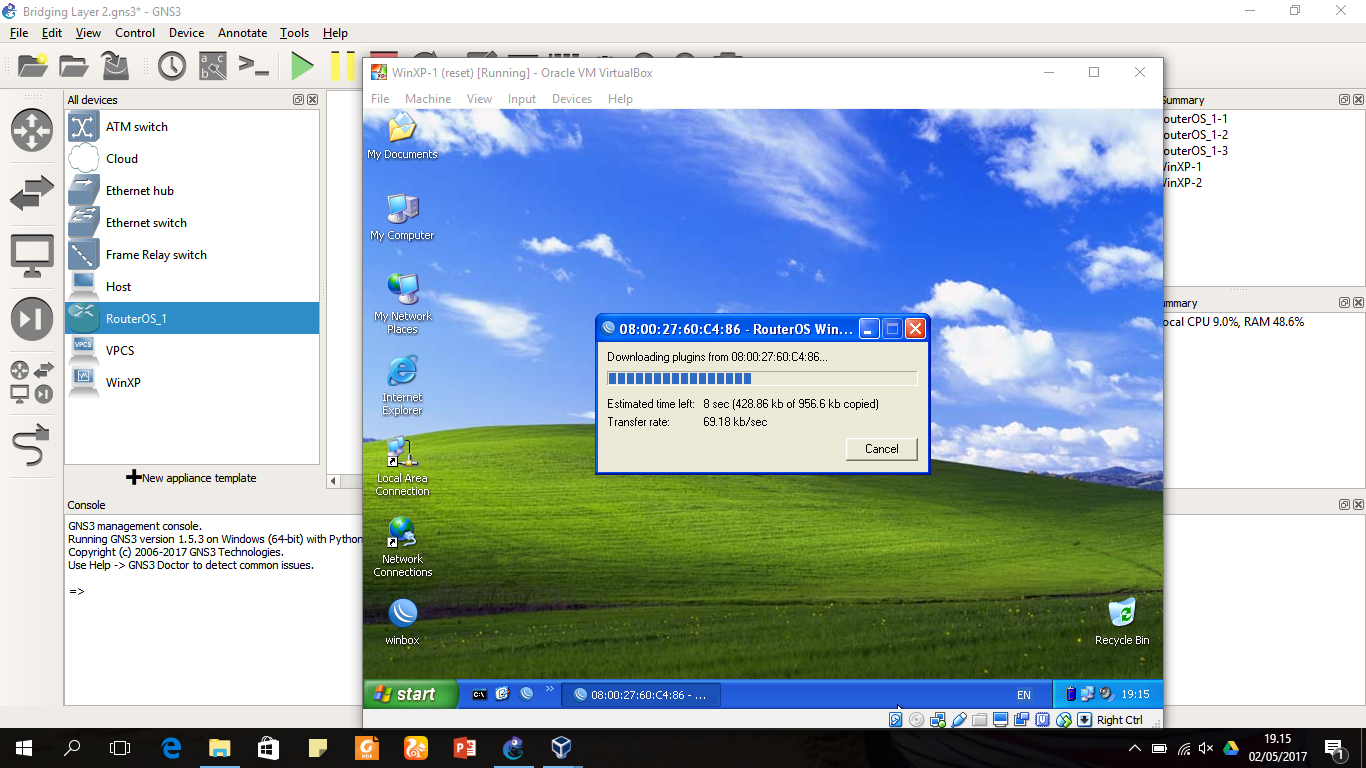 Bridging Layer 2.gns3* - GNS3
File Edit View Control Device Annotate Tools Help
All devices
ATM switch
Cloud
Ethernet hub
Ethernet switch
Frame Relay switch
Host
RouterOS_1
VPCS
VPCS
WinXP
New appliance template
Console
GNS3 management console.
Running GNS3 version 1.5.3 on Windows (64-bit) with Python
Copyright (c) 2006-2017 GNS3 Technologies.
Use Help -> GNS3 Doctor to detect common issues.
=>
WinXP-1 (reset) [Running] - Oracle VM VirtualBox
File Machine View Input Devices Help
My Documents
My Computer
My Network
Places
Internet
Explorer
Local Area
Connection
Network
Connections
winbox
08:00:27:60:C4:86 - RouterOS Win...
Downloading plugins from 08:00:27:60:C4:86...
Estimated time left: 8 sec (428.86 kb of 956.6 kb copied)
Transfer rate: 69.18 kb/sec
Cancel
Recycle Bin
start
C:\
08:00:27:60:C4:86 - ...
EN
19:15
Right Ctrl
Summary
outerOS_1-1
outerOS_1-2
outerOS_1-3
VinXP-1
VinXP-2
mmary
ocal CPU 9.0%, RAM 48.6%
PDF
19.15
02/05/2017
1